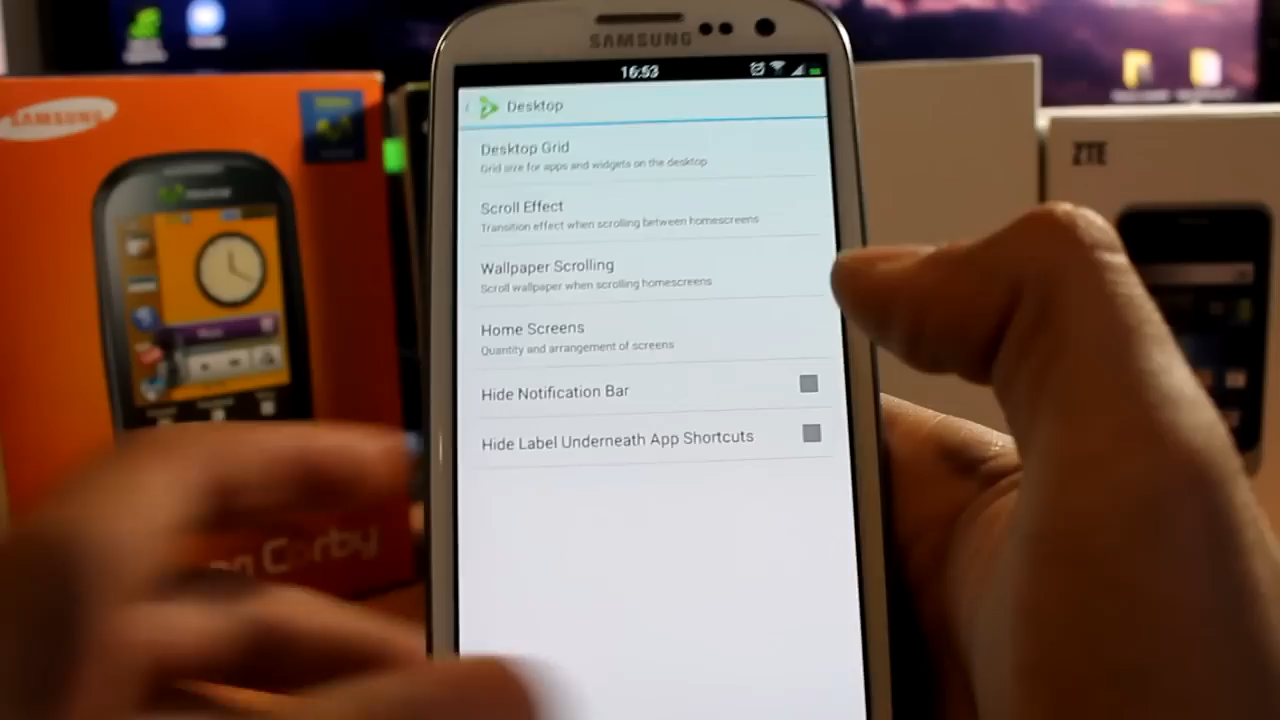 SAMSUNG
16:53
Desktop
Desktop Grid
Grid size for apps and widgets on the desktop
Scroll Effect
Transition effect when scrolling between homescreens
Wallpaper Scrolling
Scroll wallpaper when scrolling homescreens
Home Screens
Quantity and arrangement of screens
Hide Notification Bar
Hide Label Underneath App Shortcuts
SAMSUNG
Corby
ZTE